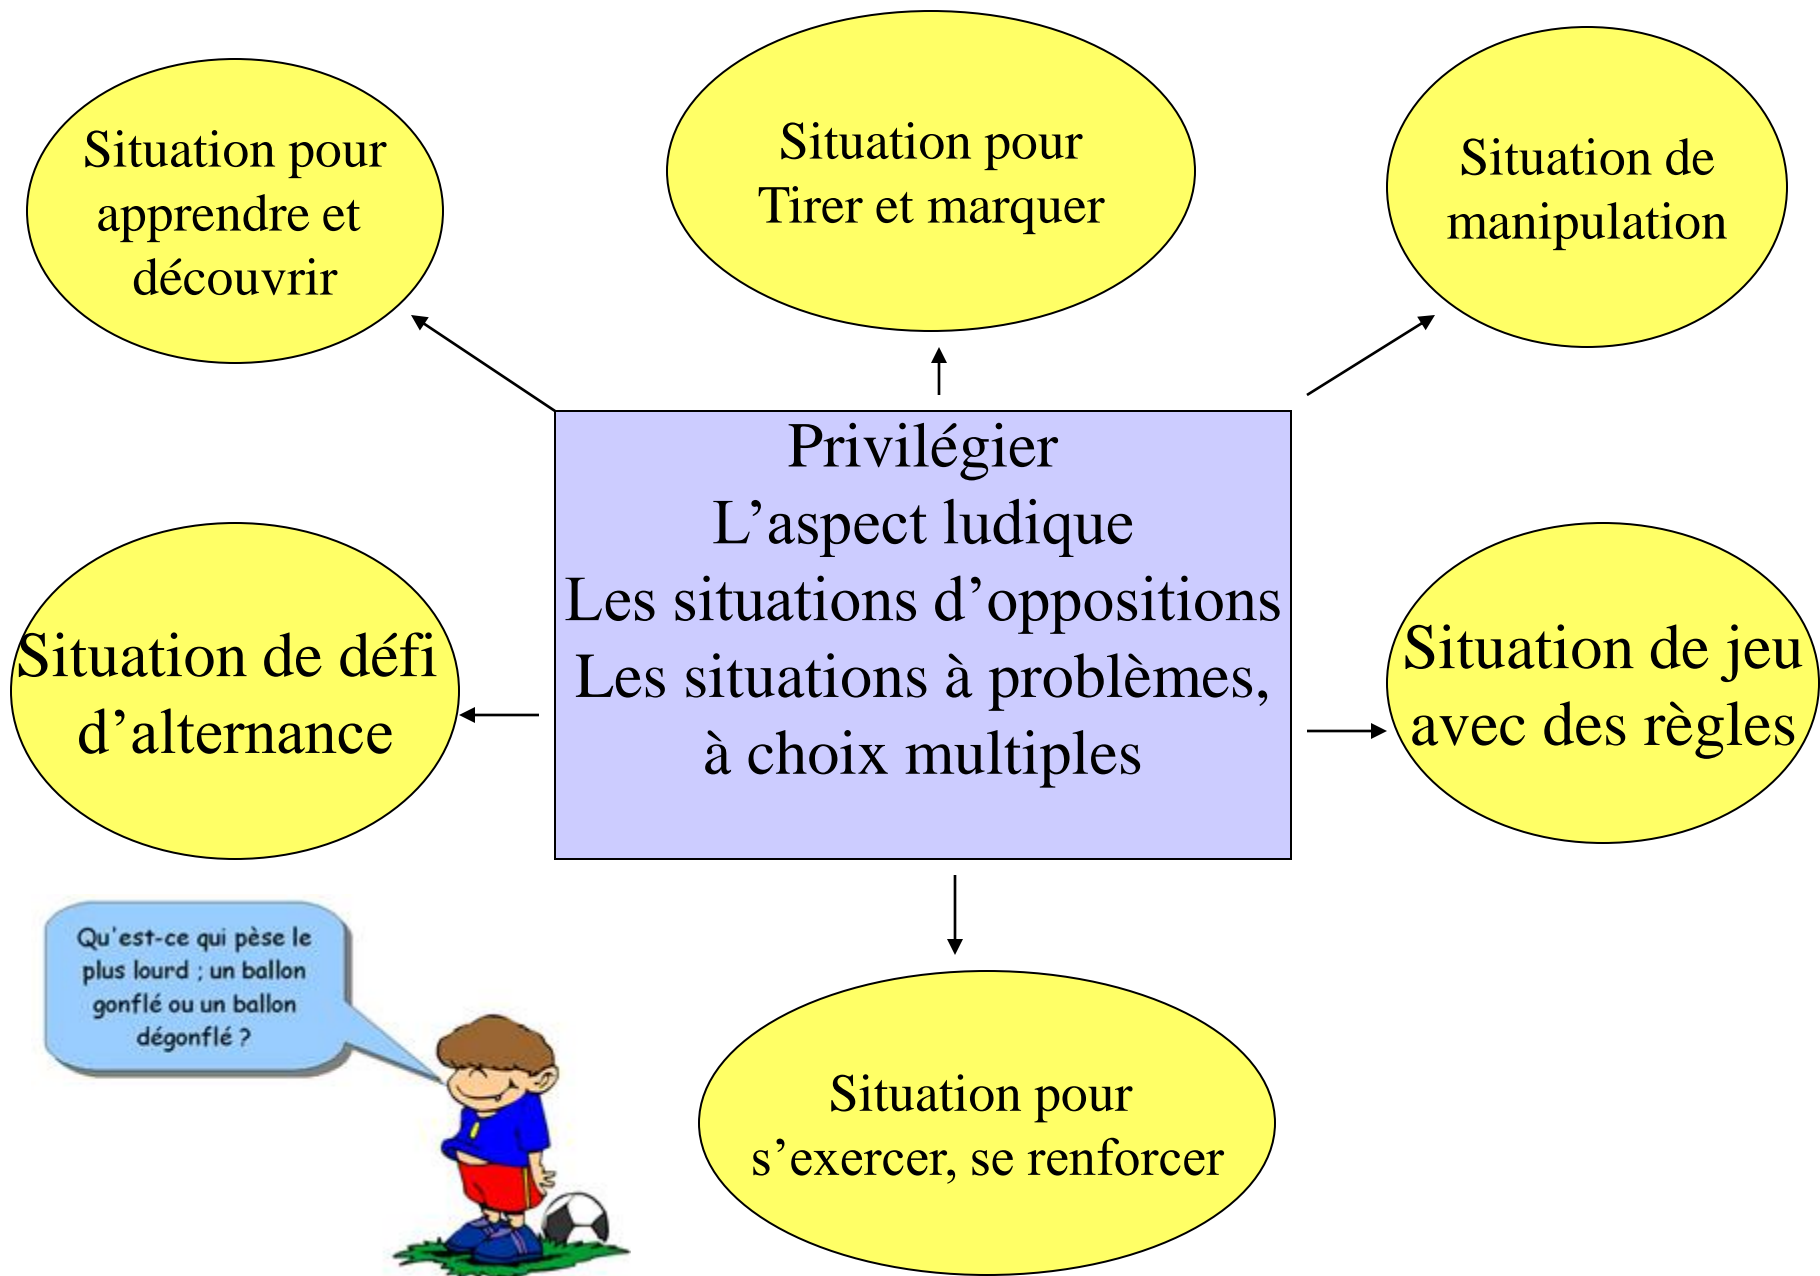 Situation pour
apprendre et
découvrir
Situation pour
Tirer et marquer
Situation de
manipulation
Privilégier
L’aspect ludique
Les situations d’oppositions
Les situations à problèmes,
à choix multiples
Situation de défi
d’alternance
Situation de jeu
avec des règles
Qu'est-ce qui pèse le
plus lourd ; un ballon
gonflé ou un ballon
dégonflé ?
Situation pour
s’exercer, se renforcer